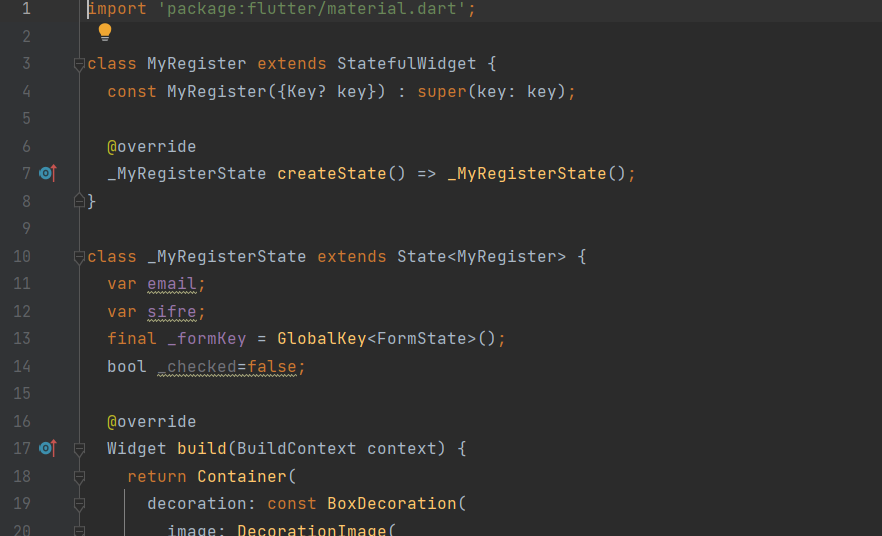 1 import 'package:flutter/material.dart';
2
3 class MyRegister extends StatefulWidget {
4 const MyRegister({Key? key}) : super(key: key);
5
6 @override
7 _MyRegisterState createState() => _MyRegisterState();
8 }
9
10 class _MyRegisterState extends State<MyRegister> {
11 var email;
12 var sifre;
13 final _formKey = GlobalKey<FormState>();
14 bool _checked=false;
15
16 @override
17 Widget build(BuildContext context) {
18 return Container(
19 decoration: const BoxDecoration(
20 image: DecorationImage(